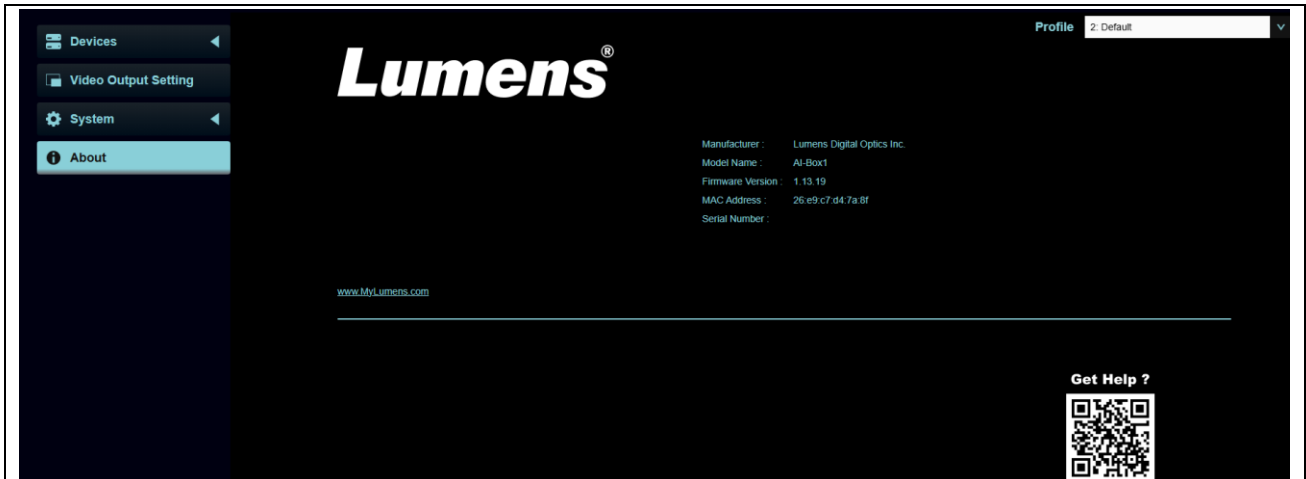 Profile 2: Default
Devices
Video Output Setting
System
About
Lumens®
Manufacturer : Lumens Digital Optics Inc.
Model Name : AI-Box1
Firmware Version : 1.13.19
MAC Address : 26:e9:c7:d4:7a:8f
Serial Number :
www.MyLumens.com
Get Help ?